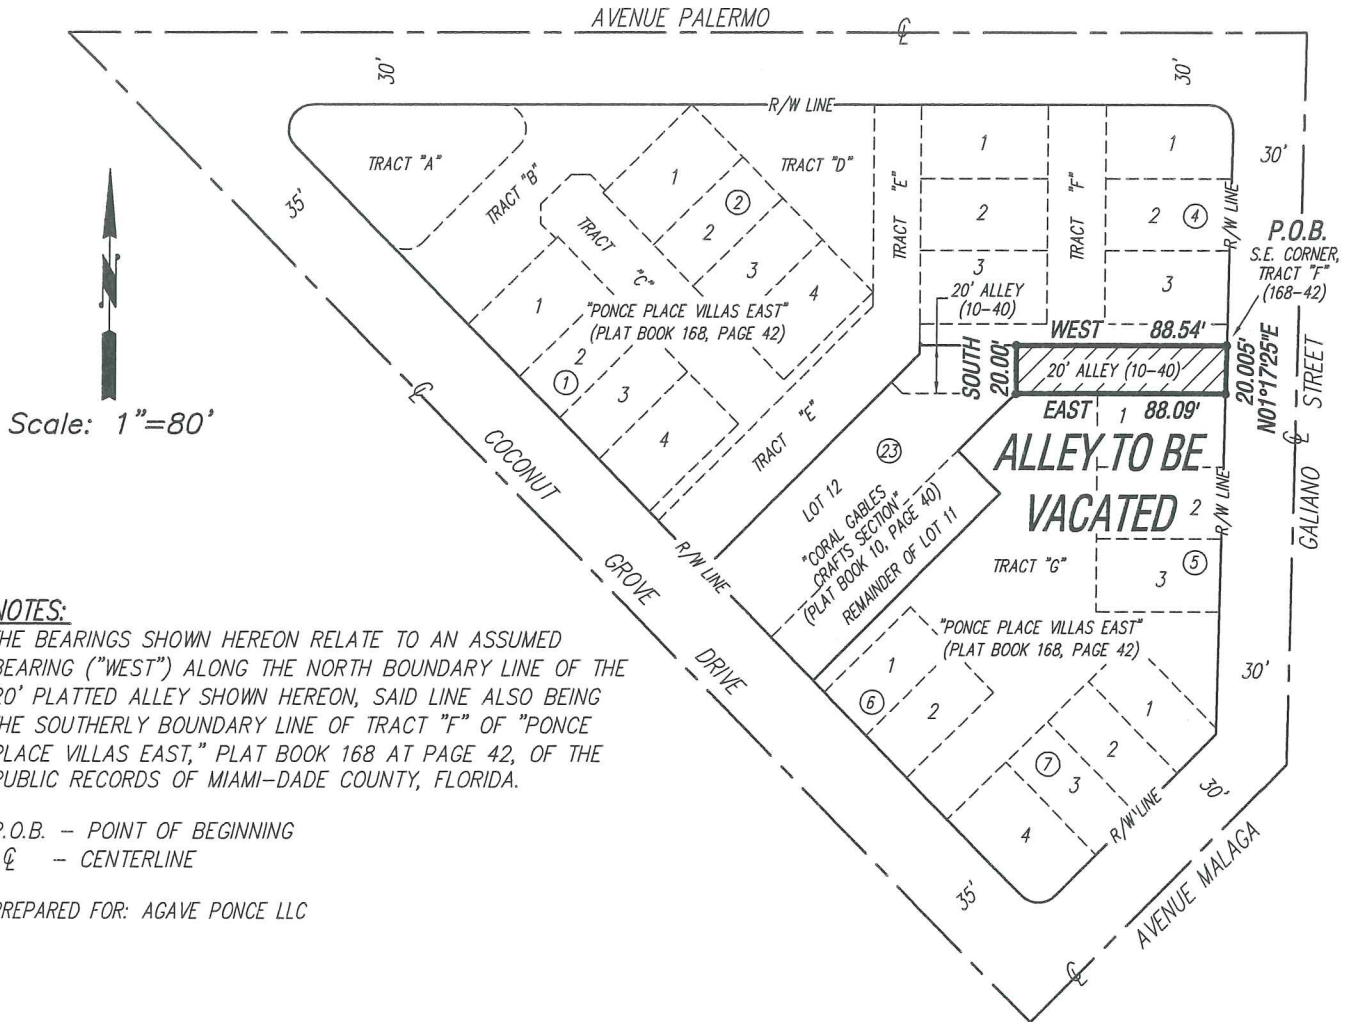 AVENUE PALERMO
℄
30'
30'
R/W LINE
TRACT "A"
TRACT "B"
TRACT "C"
TRACT "D"
TRACT "E"
TRACT "F"
1
1
1
2
2
2
2
4
30'
R/W LINE
P.O.B.
S.E. CORNER,
TRACT "F"
(168-42)
35'
N
3
4
3
3
20' ALLEY
(10-40)
1
"PONCE PLACE VILLAS EAST"
(PLAT BOOK 168, PAGE 42)
2
1
3
4
WEST 88.54'
SOUTH
20.00'
20' ALLEY (10-40)
20.005'
N01°17'25"E
EAST 88.09'
1
GALIANO ℄ STREET
Scale: 1"=80'
℄
COCONUT
GROVE
DRIVE
TRACT "E"
23
ALLEY TO BE
VACATED
2
R/W LINE
LOT 12
"CORAL GABLES
CRAFTS SECTION"
(PLAT BOOK 10, PAGE 40)
REMAINDER OF LOT 11
R/W LINE
TRACT "G"
3
5
"PONCE PLACE VILLAS EAST"
(PLAT BOOK 168, PAGE 42)
1
6
2
30'
1
2
7
3
4
R/W LINE
30'
35'
AVENUE MALAGA
℄
NOTES:
HE BEARINGS SHOWN HEREON RELATE TO AN ASSUMED
BEARING ("WEST") ALONG THE NORTH BOUNDARY LINE OF THE
20' PLATTED ALLEY SHOWN HEREON, SAID LINE ALSO BEING
THE SOUTHERLY BOUNDARY LINE OF TRACT "F" OF "PONCE
PLACE VILLAS EAST," PLAT BOOK 168 AT PAGE 42, OF THE
PUBLIC RECORDS OF MIAMI-DADE COUNTY, FLORIDA.
P.O.B. - POINT OF BEGINNING
℄ - CENTERLINE
PREPARED FOR: AGAVE PONCE LLC